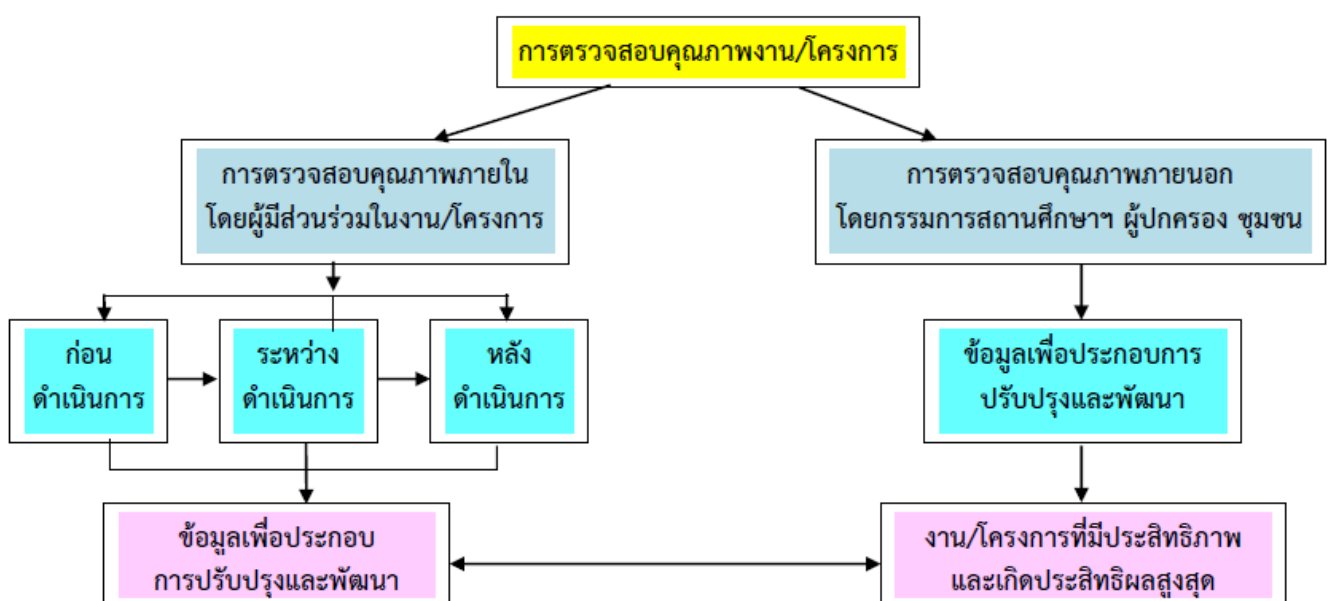 การตรวจสอบคุณภาพงาน/โครงการ
การตรวจสอบคุณภาพภายใน
โดยผู้มีส่วนร่วมในงาน/โครงการ
การตรวจสอบคุณภาพภายนอก
โดยกรรมการสถานศึกษาฯ ผู้ปกครอง ชุมชน
ก่อน
ดำเนินการ
ระหว่าง
ดำเนินการ
หลัง
ดำเนินการ
ข้อมูลเพื่อประกอบการ
ปรับปรุงและพัฒนา
ข้อมูลเพื่อประกอบ
การปรับปรุงและพัฒนา
งาน/โครงการที่มีประสิทธิภาพ
และเกิดประสิทธิผลสูงสุด